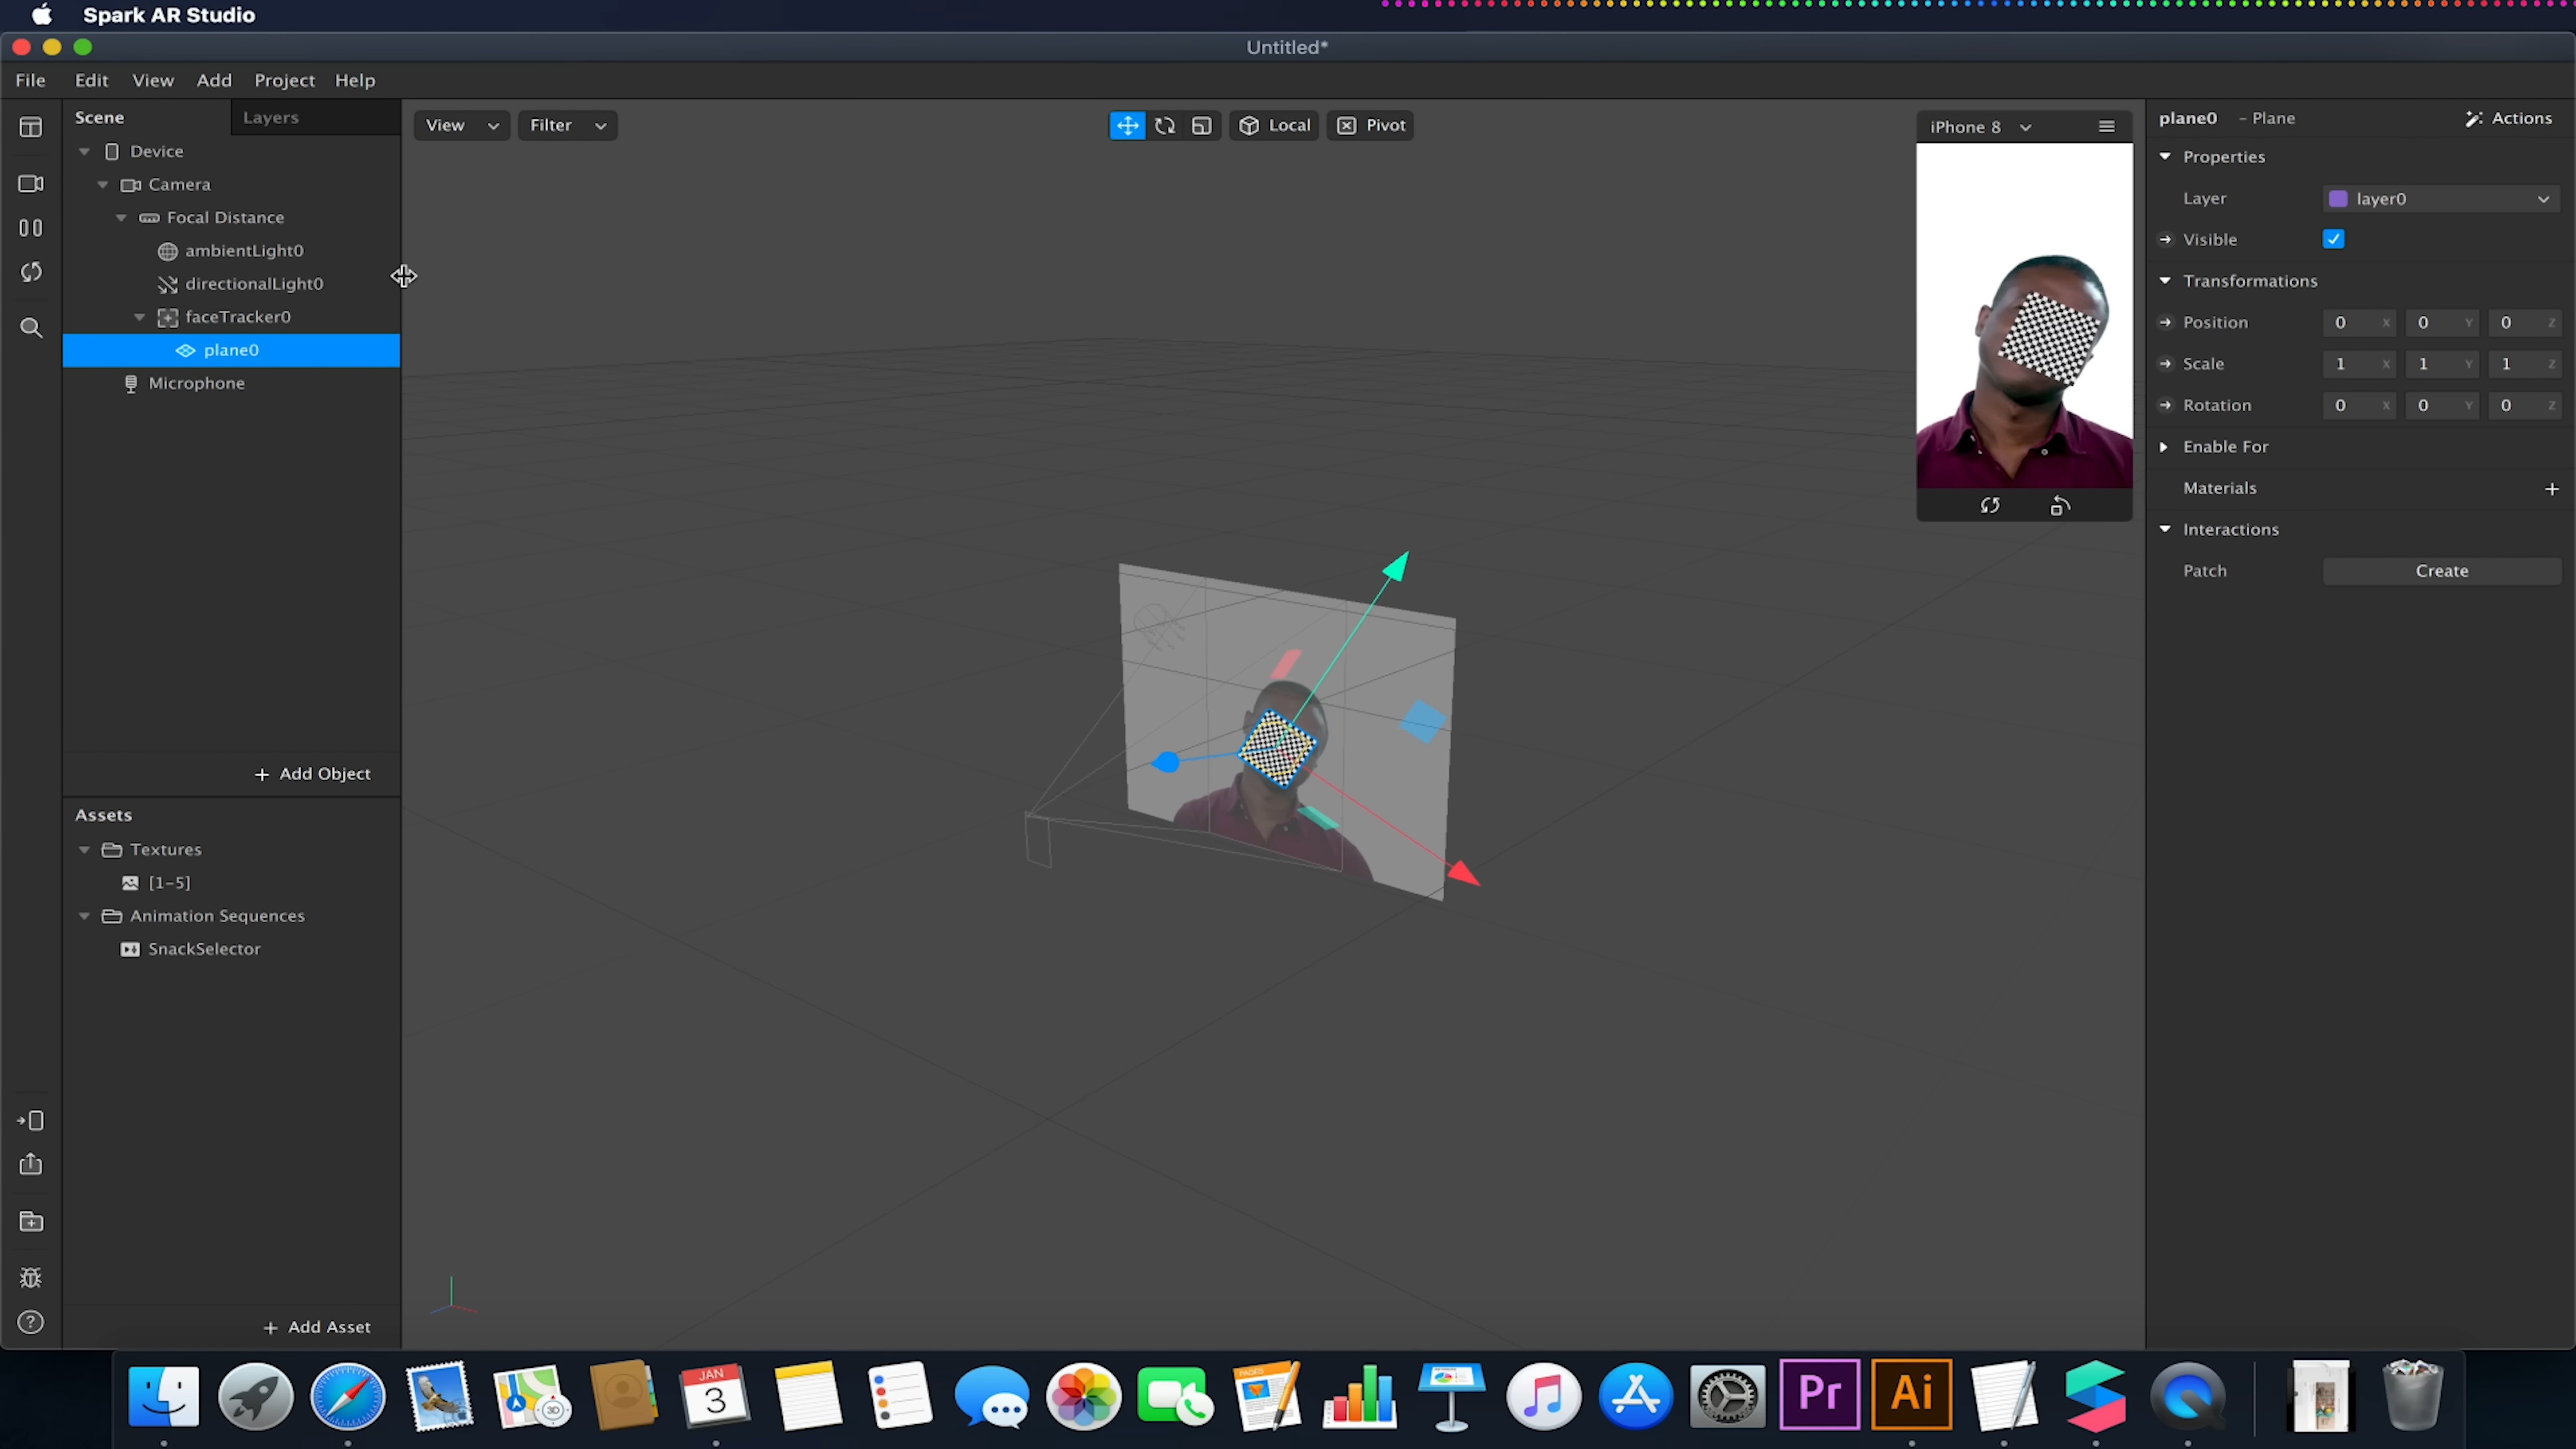 Spark AR Studio
Untitled*
File Edit View Add Project Help
Scene Layers
Device
Camera
Focal Distance
ambientLight0
directionalLight0
faceTracker0
plane0
Microphone
+ Add Object
Assets
Textures
[1-5]
Animation Sequences
SnackSelector
+ Add Asset
View Filter
Local Pivot
iPhone 8
plane0 - Plane Actions
Properties
Layer layer0
Visible
Transformations
Position 0 X 0 Y 0 Z
Scale 1 X 1 Y 1 Z
Rotation 0 X 0 Y 0 Z
Enable For
Materials +
Interactions
Patch Create
JAN
3
3D
PAGES
Pr
Ai